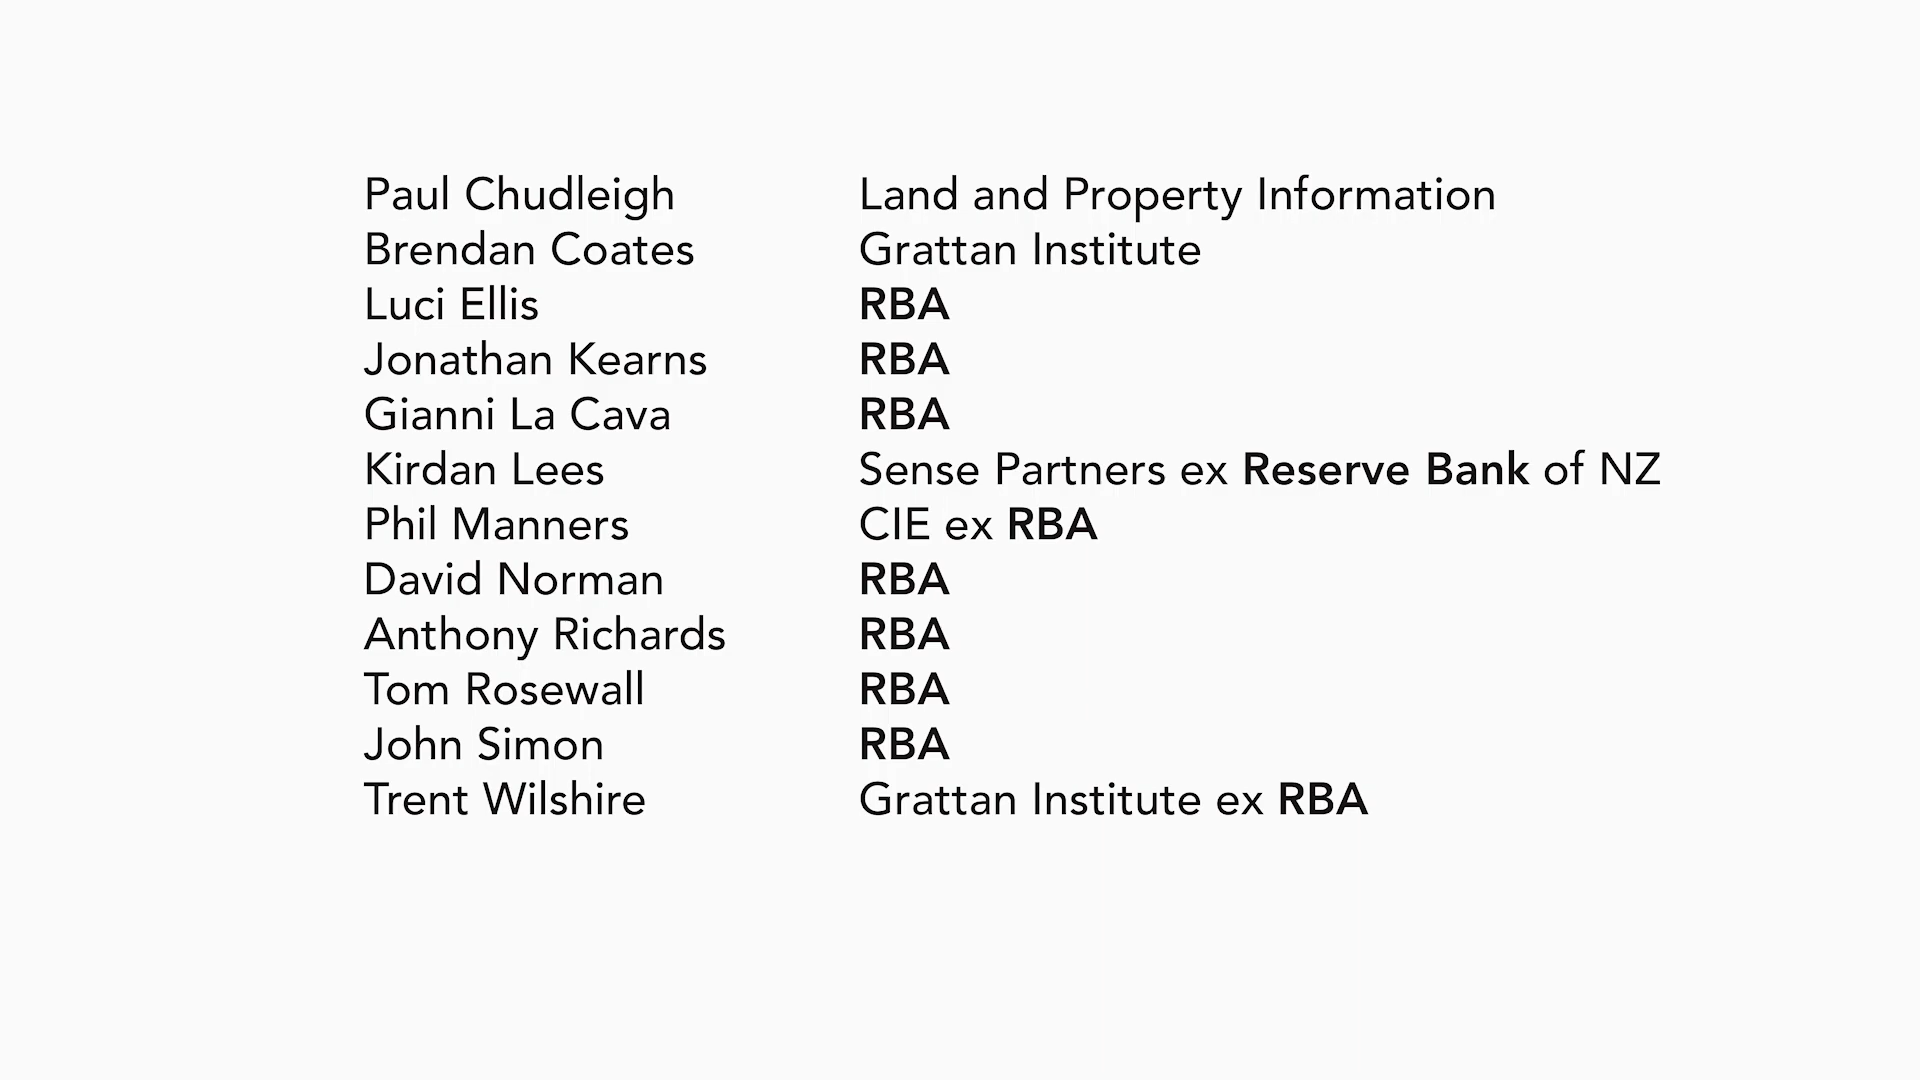 Paul Chudleigh Land and Property Information
Brendan Coates Grattan Institute
Luci Ellis RBA
Jonathan Kearns RBA
Gianni La Cava RBA
Kirdan Lees Sense Partners ex Reserve Bank of NZ
Phil Manners CIE ex RBA
David Norman RBA
Anthony Richards RBA
Tom Rosewall RBA
John Simon RBA
Trent Wilshire Grattan Institute ex RBA